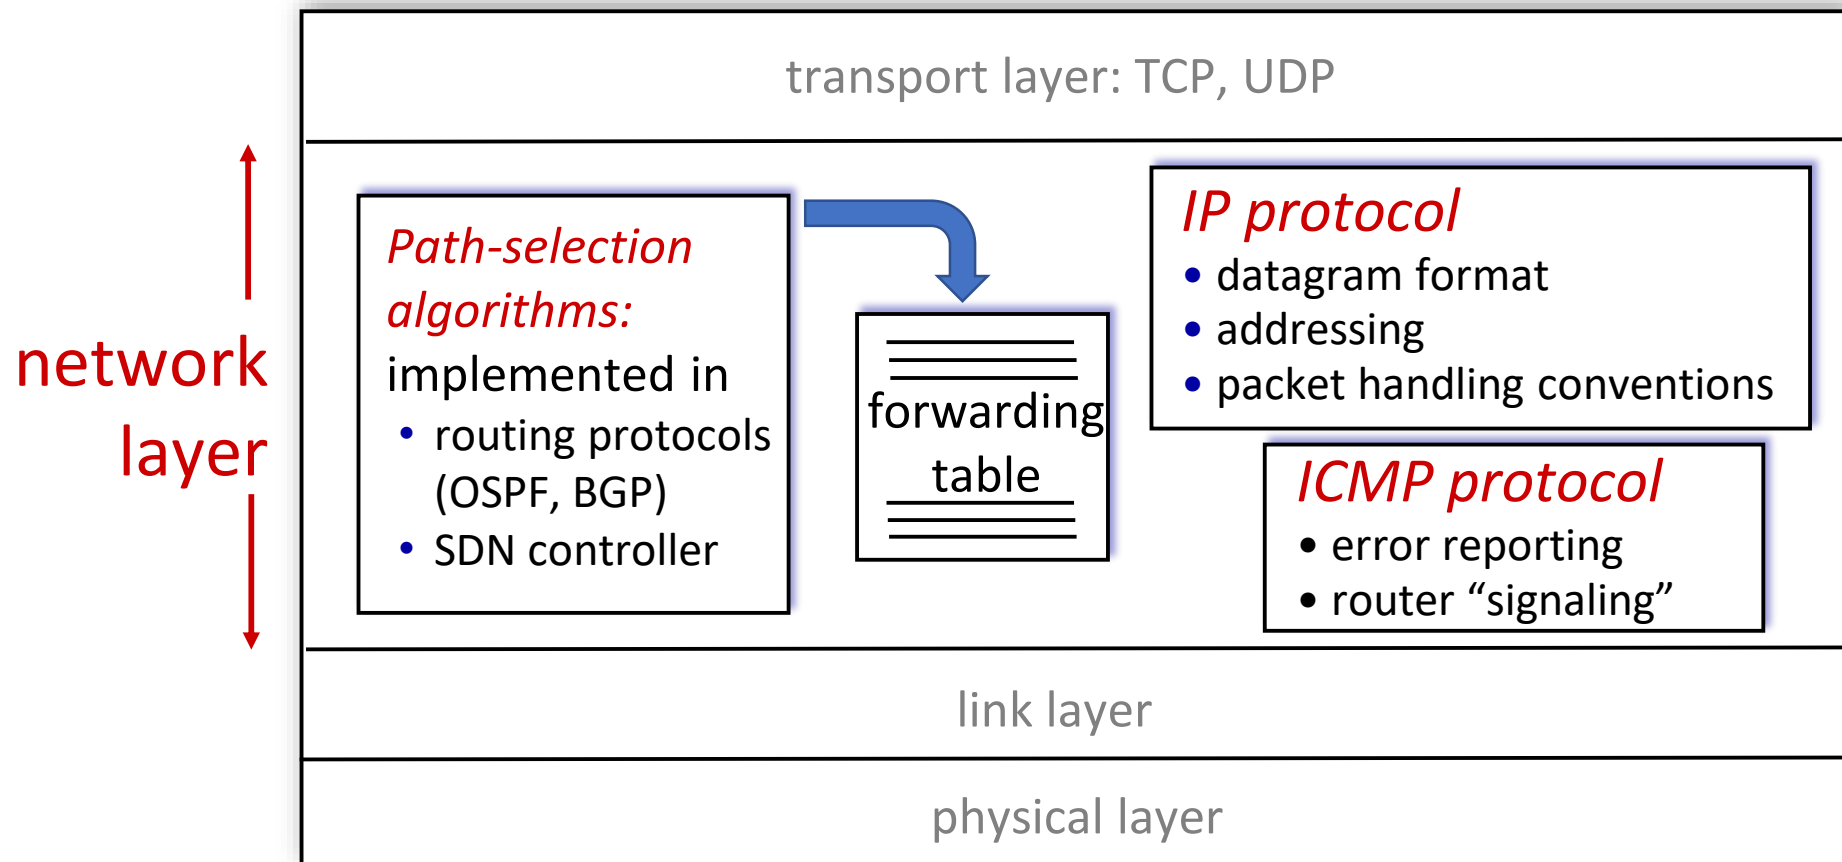 transport layer: TCP, UDP
network
layer
Path-selection
algorithms:
implemented in
• routing protocols
(OSPF, BGP)
• SDN controller
forwarding
table
IP protocol
• datagram format
• addressing
• packet handling conventions
ICMP protocol
• error reporting
• router “signaling”
link layer
physical layer